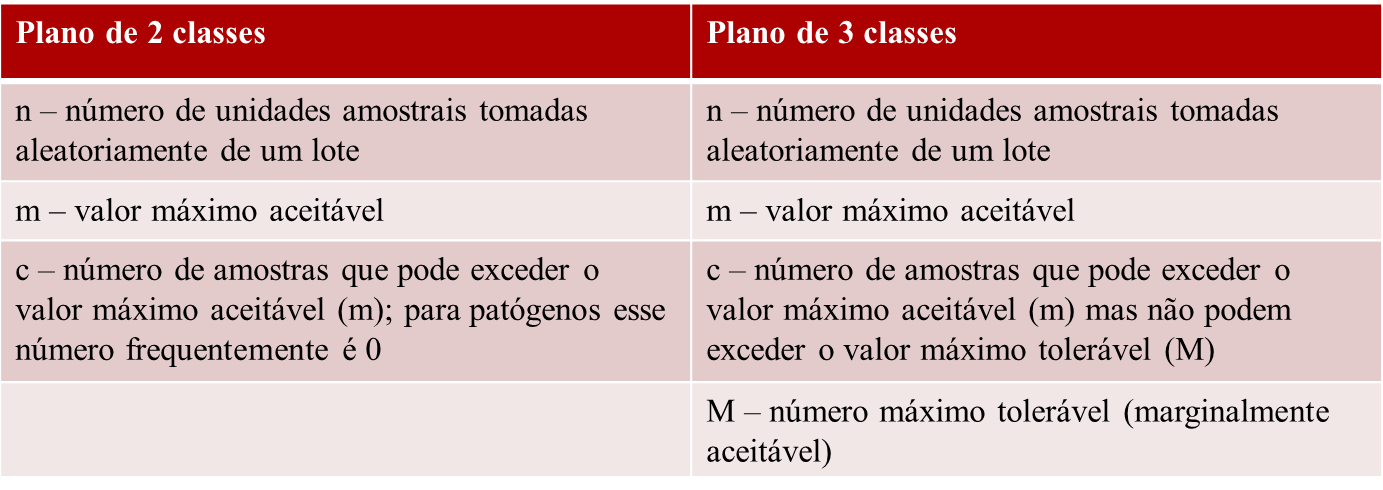 Plano de 2 classes
Plano de 3 classes
n – número de unidades amostrais tomadas
aleatoriamente de um lote
n – número de unidades amostrais tomadas
aleatoriamente de um lote
m – valor máximo aceitável
m – valor máximo aceitável
c – número de amostras que pode exceder o
valor máximo aceitável (m); para patógenos esse
número frequentemente é 0
c – número de amostras que pode exceder o
valor máximo aceitável (m) mas não podem
exceder o valor máximo tolerável (M)
M – número máximo tolerável (marginalmente
aceitável)